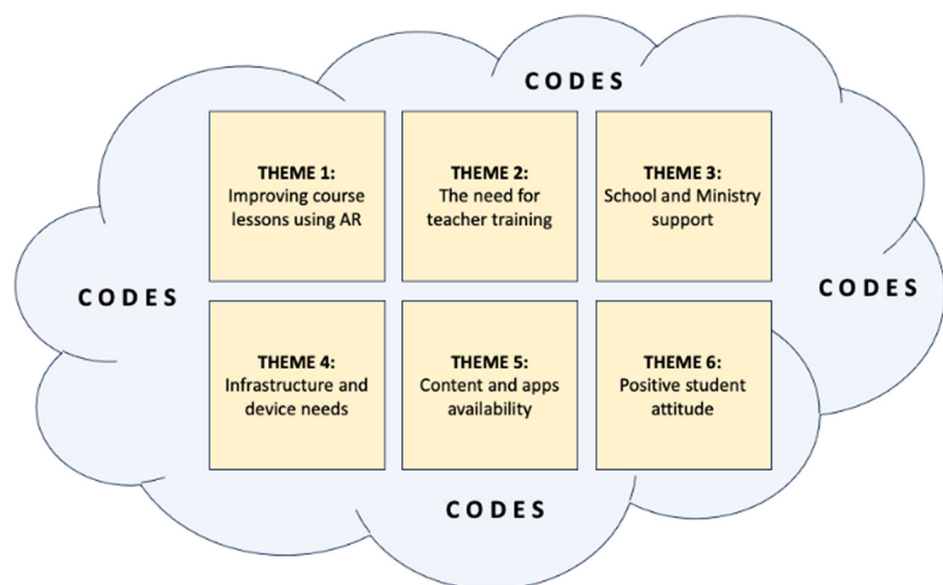 CODES
THEME 1:
Improving course
lessons using AR
THEME 2:
The need for
teacher training
THEME 3:
School and Ministry
support
CODES
CODES
THEME 4:
Infrastructure and
device needs
THEME 5:
Content and apps
availability
THEME 6:
Positive student
attitude
CODES